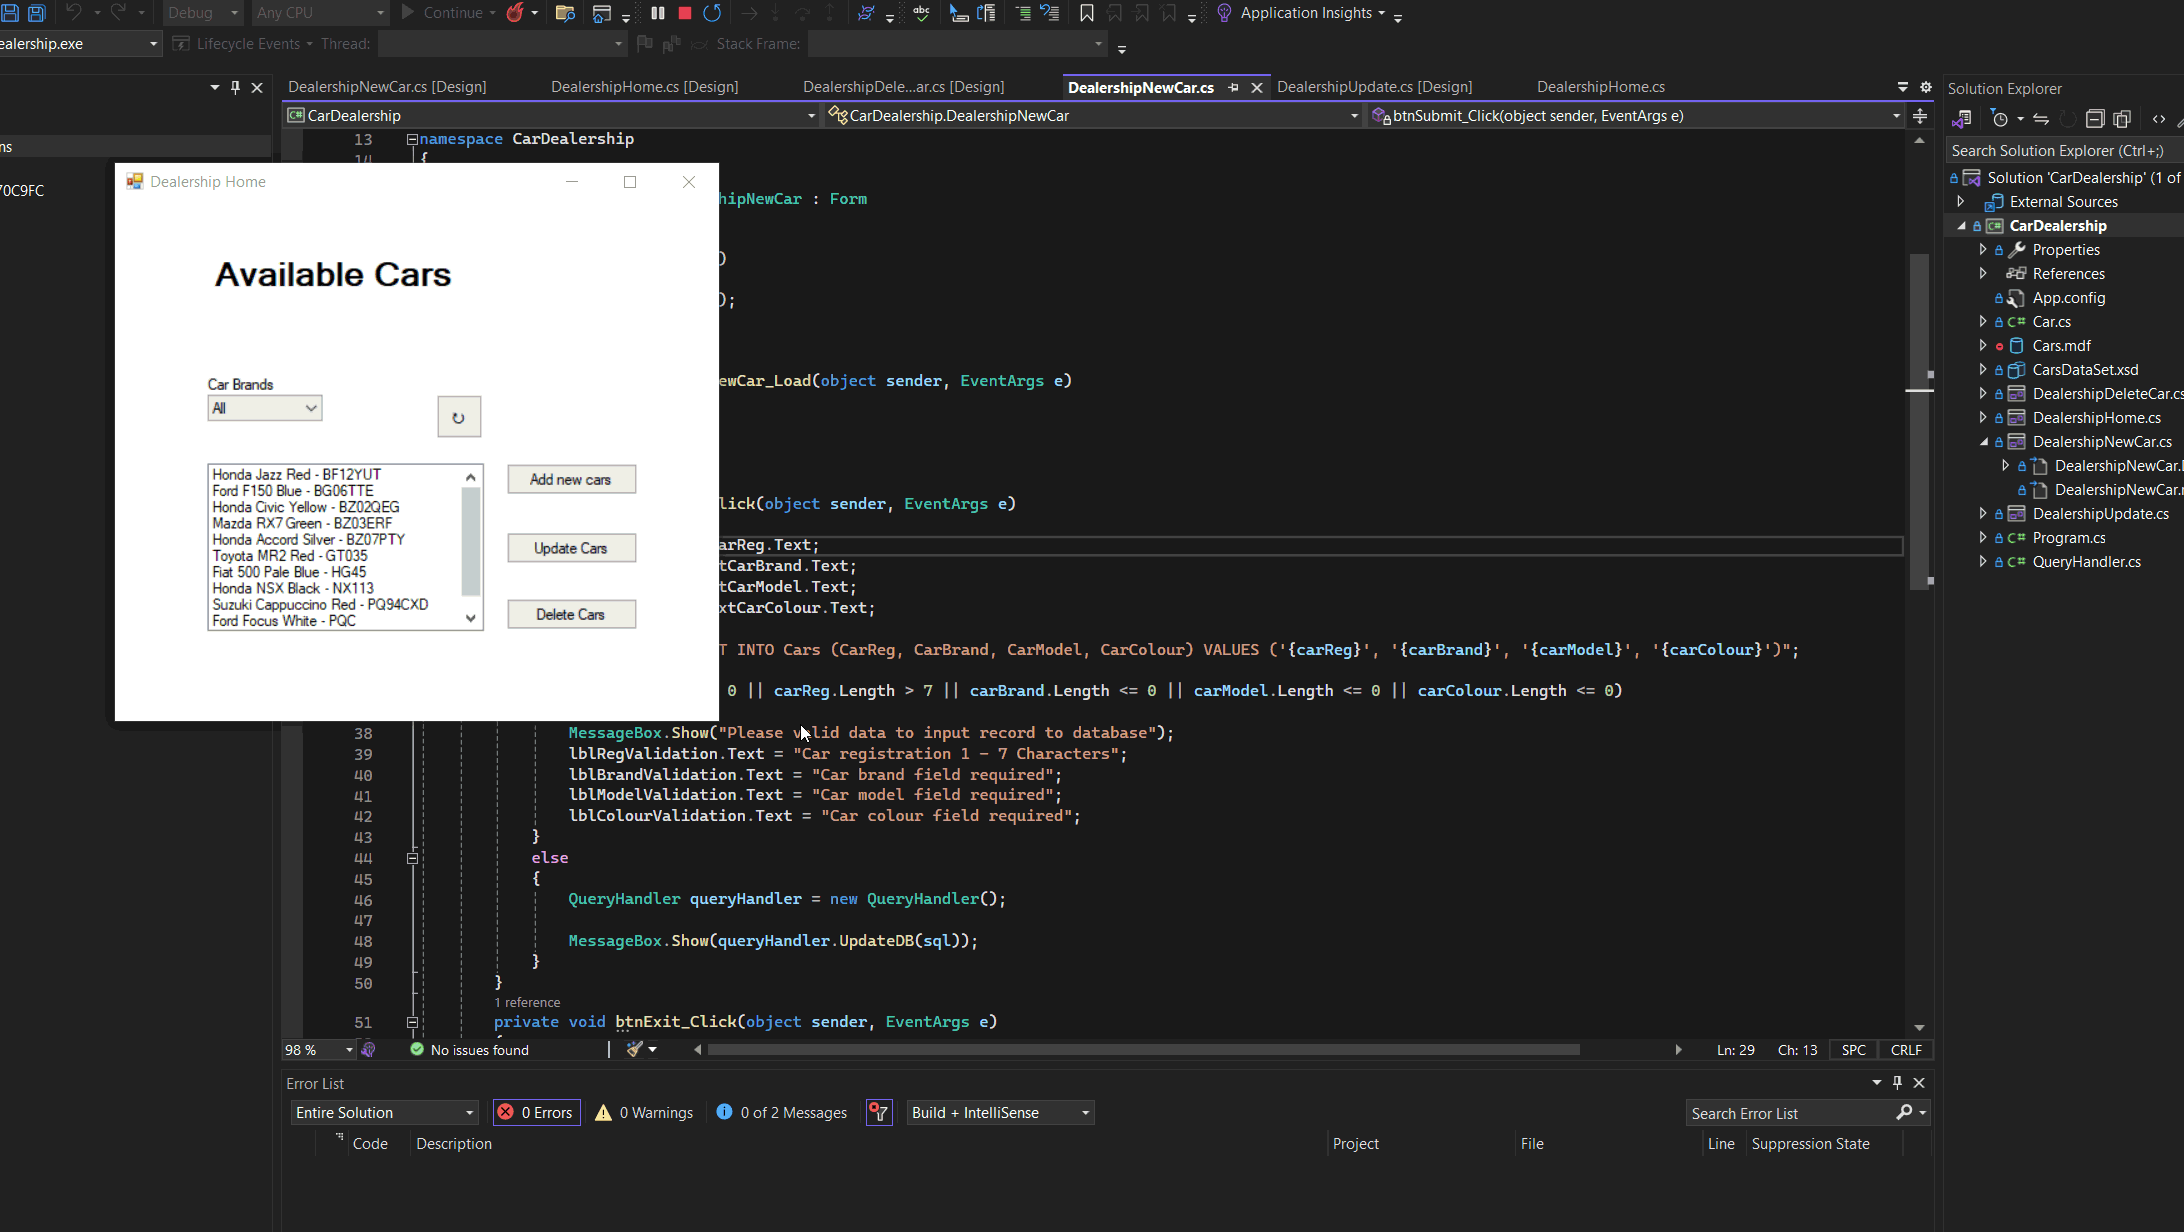 Debug
Any CPU
Continue
Application Insights
ealership.exe
Lifecycle Events
Thread:
Stack Frame:
DealershipNewCar.cs [Design]
DealershipHome.cs [Design]
DealershipDele...ar.cs [Design]
DealershipNewCar.cs
DealershipUpdate.cs [Design]
DealershipHome.cs
CarDealership
CarDealership.DealershipNewCar
btnSubmit_Click(object sender, EventArgs e)
ns
70C9FC
13 namespace CarDealership
14 {
hipNewCar : Form
)
);
ewCar_Load(object sender, EventArgs e)
lick(object sender, EventArgs e)
arReg.Text;
tCarBrand.Text;
tCarModel.Text;
xtCarColour.Text;
T INTO Cars (CarReg, CarBrand, CarModel, CarColour) VALUES ('{carReg}', '{carBrand}', '{carModel}', '{carColour}')";
0 || carReg.Length > 7 || carBrand.Length <= 0 || carModel.Length <= 0 || carColour.Length <= 0)
38 MessageBox.Show("Please valid data to input record to database");
39 lblRegValidation.Text = "Car registration 1 - 7 Characters";
40 lblBrandValidation.Text = "Car brand field required";
41 lblModelValidation.Text = "Car model field required";
42 lblColourValidation.Text = "Car colour field required";
43 }
44 else
45 {
46 QueryHandler queryHandler = new QueryHandler();
47
48 MessageBox.Show(queryHandler.UpdateDB(sql));
49 }
50 }
1 reference
51 private void btnExit_Click(object sender, EventArgs e)
Dealership Home
Available Cars
Car Brands
All
Honda Jazz Red - BF12YUT
Ford F150 Blue - BG06TTE
Honda Civic Yellow - BZ02QEG
Mazda RX7 Green - BZ03ERF
Honda Accord Silver - BZ07PTY
Toyota MR2 Red - GT035
Fiat 500 Pale Blue - HG45
Honda NSX Black - NX113
Suzuki Cappuccino Red - PQ94CXD
Ford Focus White - PQC
Add new cars
Update Cars
Delete Cars
98 %
No issues found
Ln: 29
Ch: 13
SPC
CRLF
Error List
Entire Solution
0 Errors
0 Warnings
0 of 2 Messages
Build + IntelliSense
Search Error List
Code
Description
Project
File
Line
Suppression State
Solution Explorer
Search Solution Explorer (Ctrl+;)
Solution 'CarDealership' (1 of
External Sources
CarDealership
Properties
References
App.config
Car.cs
Cars.mdf
CarsDataSet.xsd
DealershipDeleteCar.cs
DealershipHome.cs
DealershipNewCar.cs
DealershipNewCar.
DealershipNewCar.
DealershipUpdate.cs
Program.cs
QueryHandler.cs